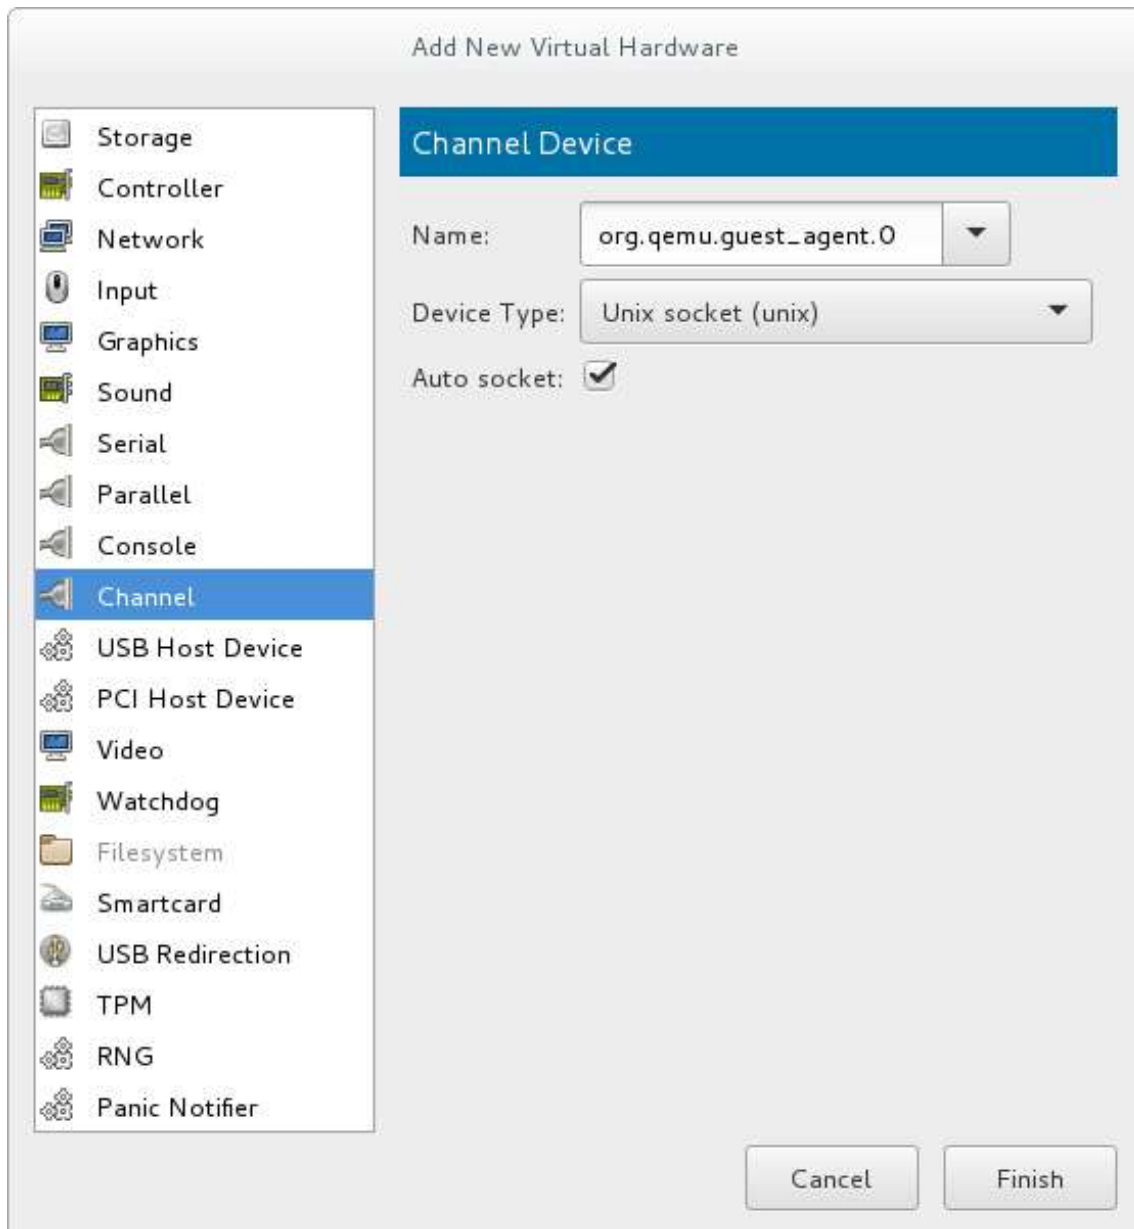 Add New Virtual Hardware
Storage
Controller
Network
Input
Graphics
Sound
Serial
Parallel
Console
Channel
USB Host Device
PCI Host Device
Video
Watchdog
Filesystem
Smartcard
USB Redirection
TPM
RNG
Panic Notifier
Channel Device
Name: org.qemu.guest_agent.0
Device Type: Unix socket (unix)
Auto socket:
Cancel Finish